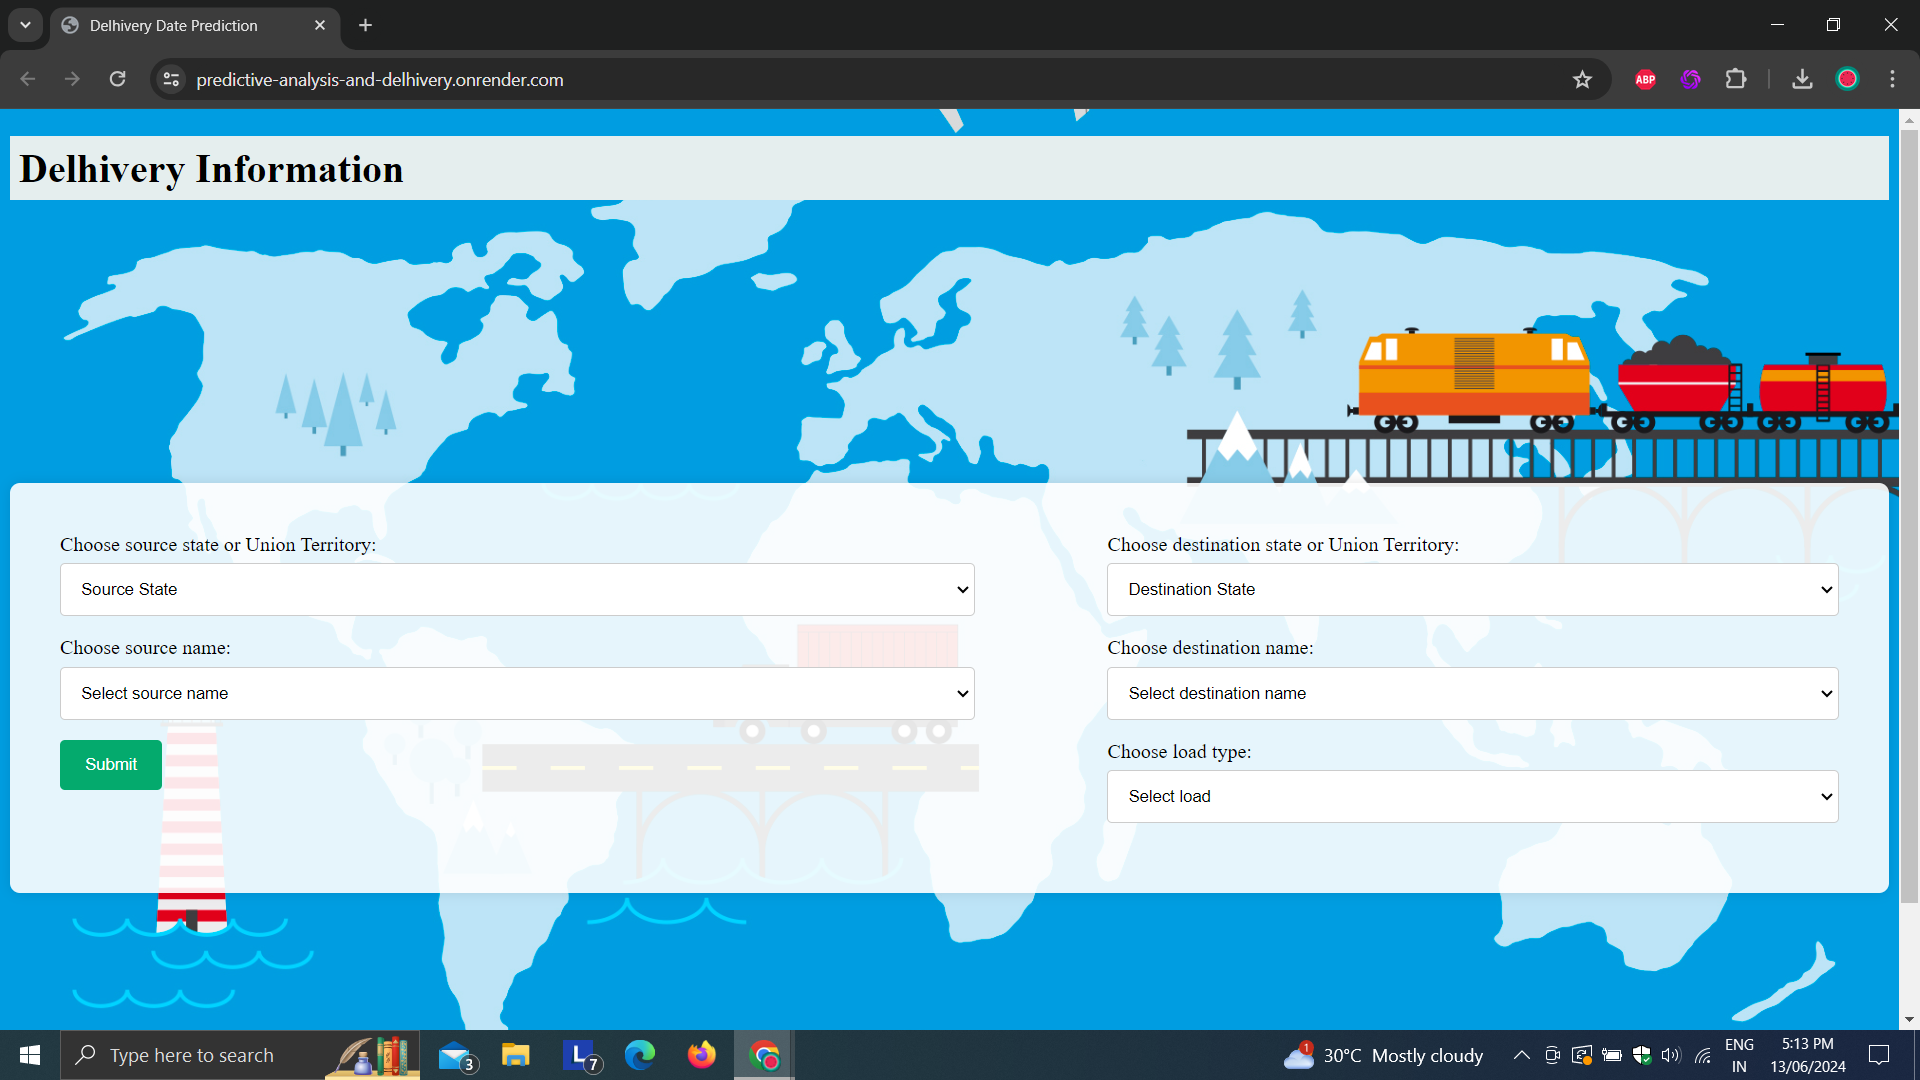 Delhivery Date Prediction
predictive-analysis-and-delhivery.onrender.com
ABP
Delhivery Information
Choose source state or Union Territory:
Source State
Choose source name:
Select source name
Submit
Choose destination state or Union Territory:
Destination State
Choose destination name:
Select destination name
Choose load type:
Select load
Type here to search
3
L
7
1
30°C Mostly cloudy
ENG
IN
5:13 PM
13/06/2024